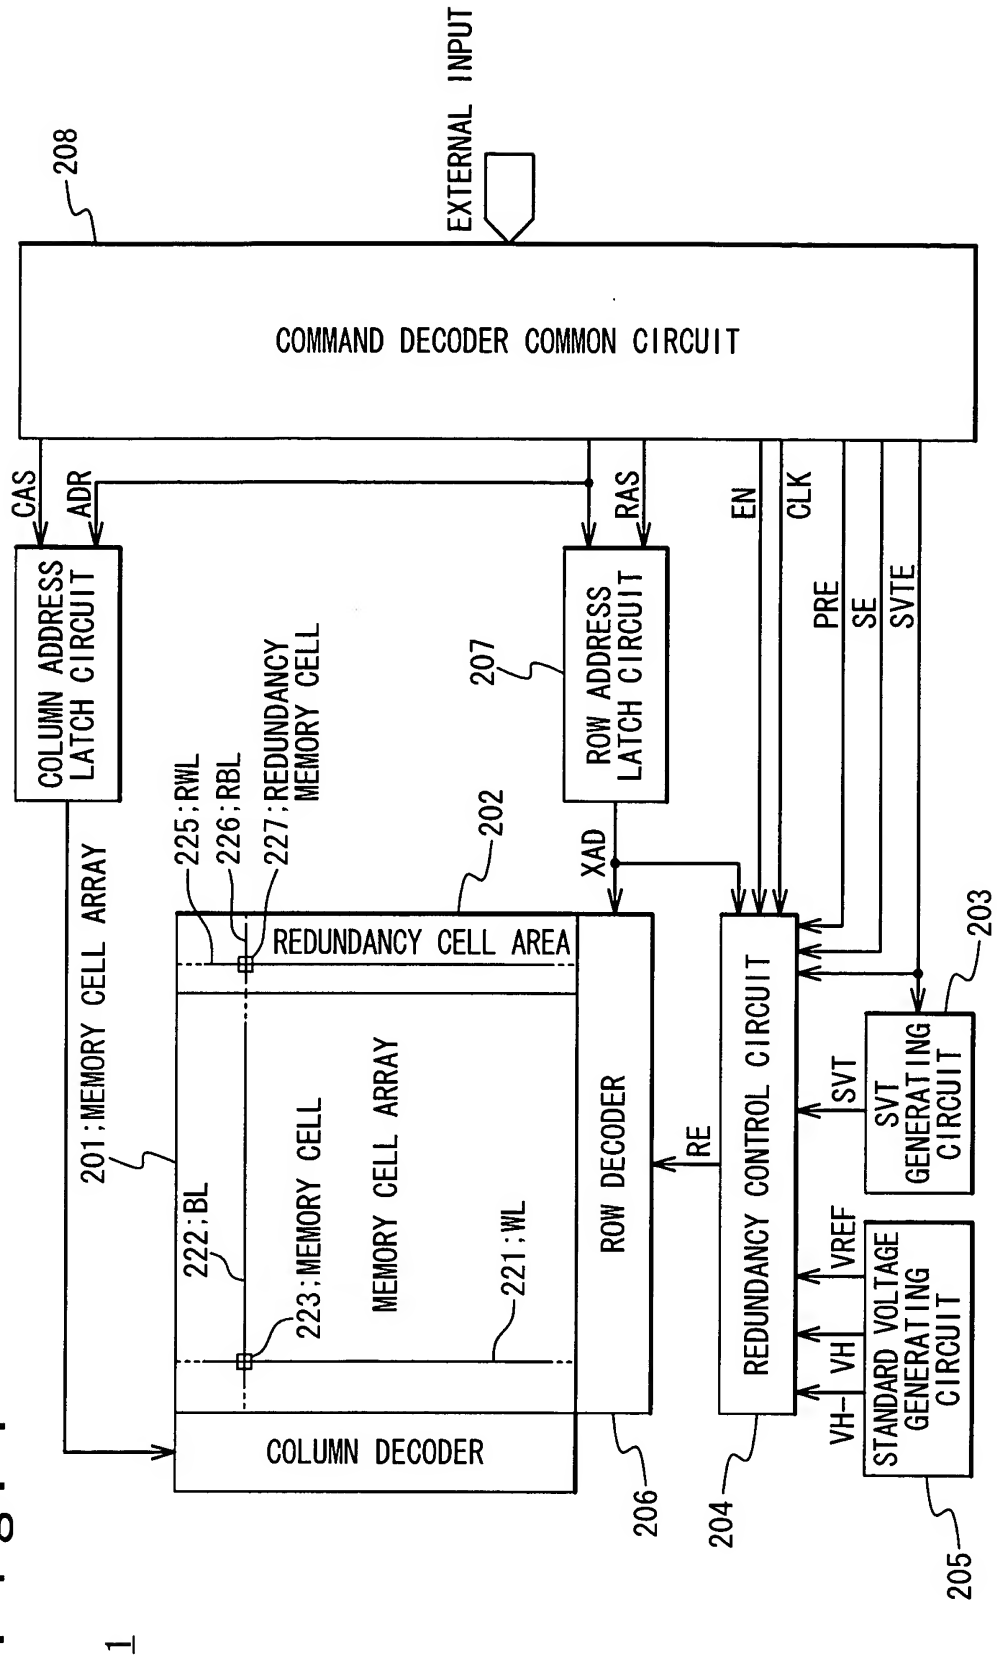 1
208
EXTERNAL INPUT
COMMAND DECODER COMMON CIRCUIT
CAS
ADR
RAS
EN
CLK
PRE
SE
SVTE
COLUMN ADDRESS
LATCH CIRCUIT
207
ROW ADDRESS
LATCH CIRCUIT
XAD
201;MEMORY CELL ARRAY
225;RWL
226;RBL
227;REDUNDANCY
MEMORY CELL
202
REDUNDANCY CELL AREA
222;BL
223;MEMORY CELL
MEMORY CELL ARRAY
221;WL
COLUMN DECODER
ROW DECODER
206
RE
REDUNDANCY CONTROL CIRCUIT
204
SVT
SVT
GENERATING
CIRCUIT
203
VH-
VH
VREF
STANDARD VOLTAGE
GENERATING
CIRCUIT
205